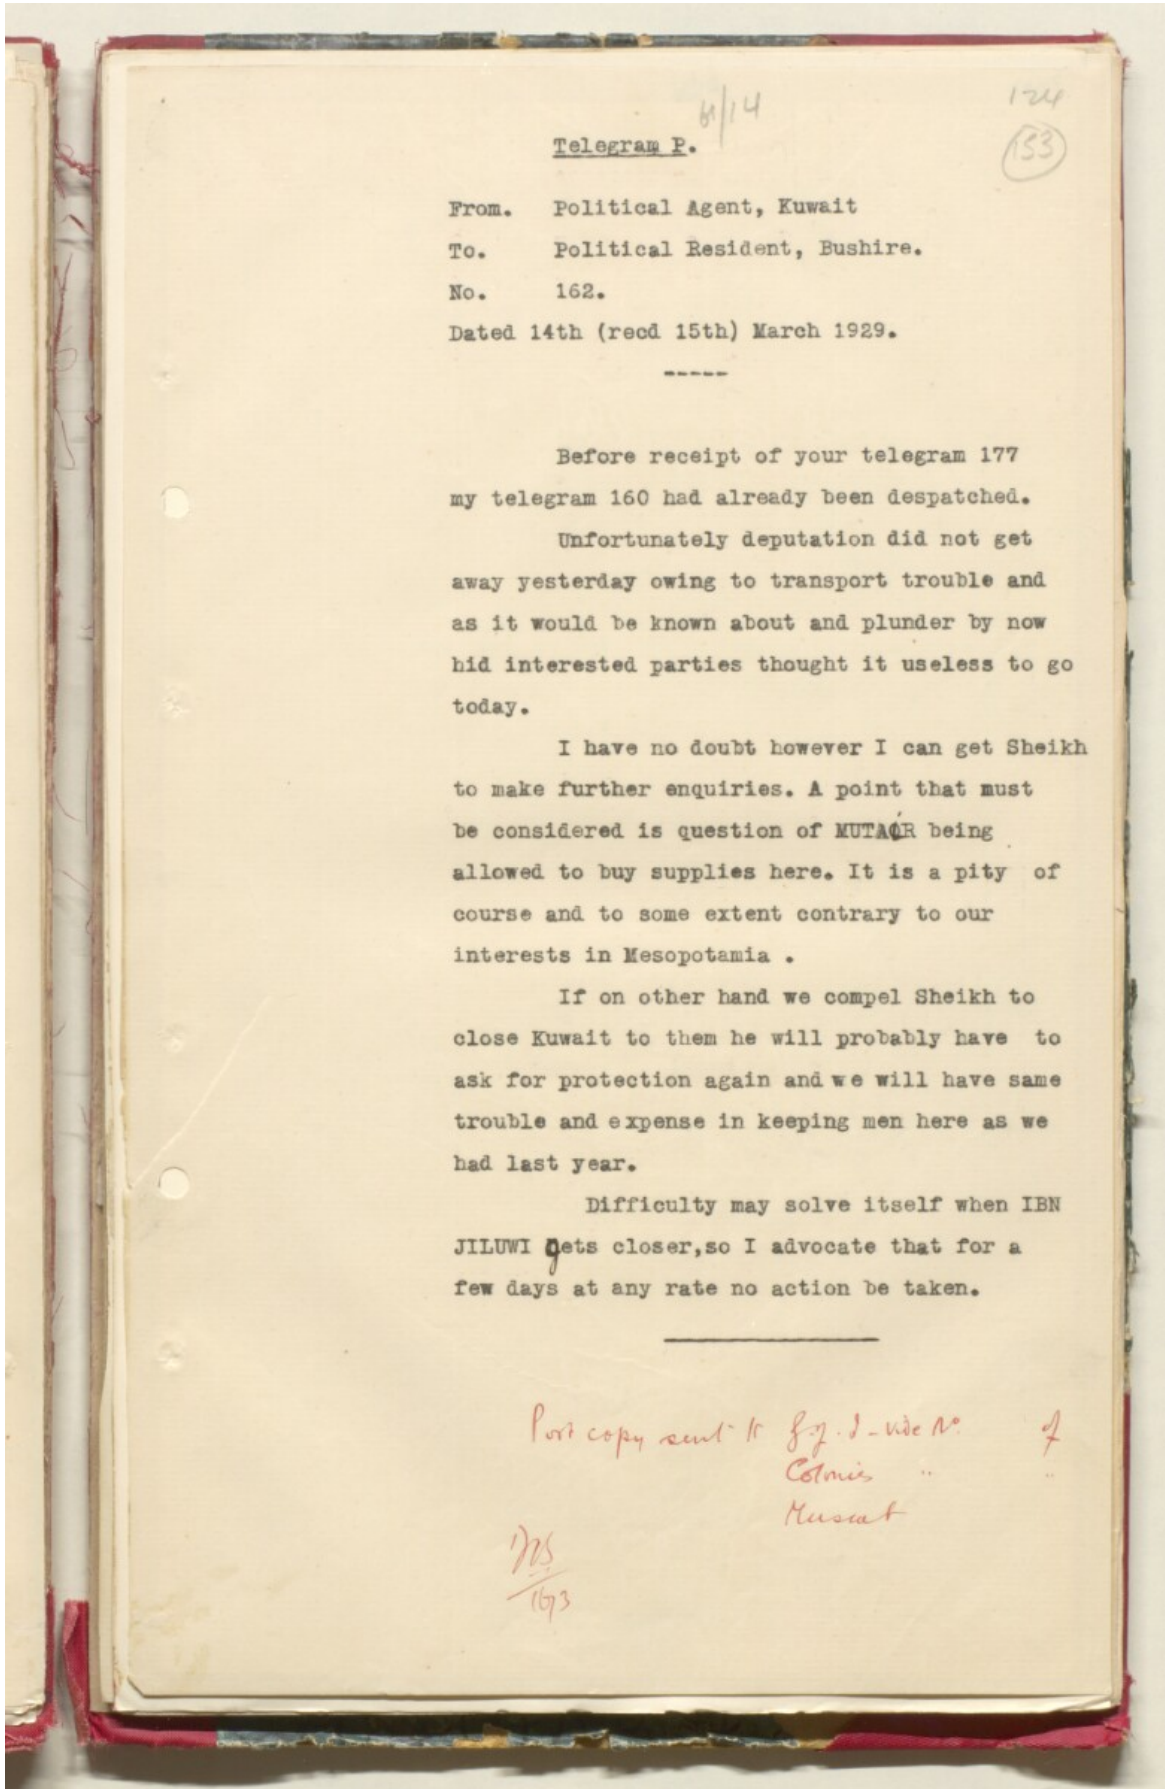 61/14
124
153
Telegram P.
From. Political Agent, Kuwait
To. Political Resident, Bushire.
No. 162.
Dated 14th (recd 15th) March 1929.
-----
Before receipt of your telegram 177
my telegram 160 had already been despatched.
Unfortunately deputation did not get
away yesterday owing to transport trouble and
as it would be known about and plunder by now
hid interested parties thought it useless to go
today.
I have no doubt however I can get Sheikh
to make further enquiries. A point that must
be considered is question of MUTAIR being
allowed to buy supplies here. It is a pity of
course and to some extent contrary to our
interests in Mesopotamia .
If on other hand we compel Sheikh to
close Kuwait to them he will probably have to
ask for protection again and we will have same
trouble and expense in keeping men here as we
had last year.
Difficulty may solve itself when IBN
JILUWI gets closer,so I advocate that for a
few days at any rate no action be taken.
Post copy sent to G.of.I - vide No. of
Colonies " "
Muscat
16/3